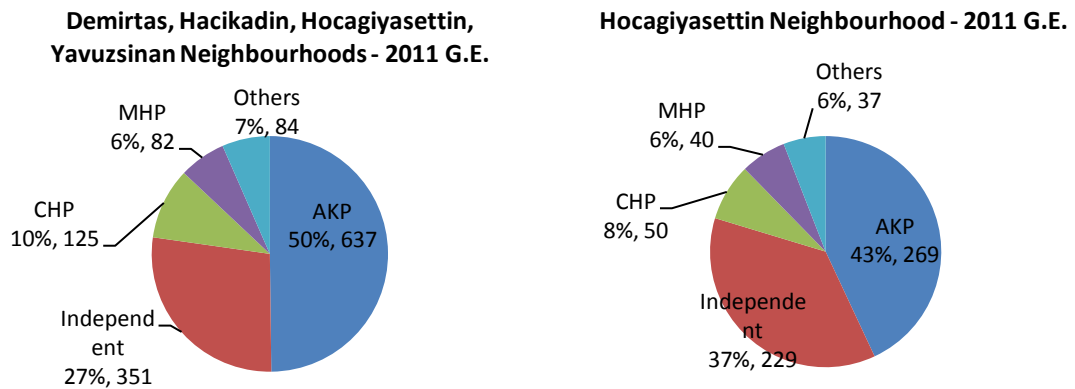 Demirtas, Hacikadin, Hocagiyasettin,
Yavuzsinan Neighbourhoods - 2011 G.E.
Others
7%, 84
MHP
6%, 82
CHP
10%, 125
AKP
50%, 637
Independ
ent
27%, 351
Hocagiyasettin Neighbourhood - 2011 G.E.
Others
6%, 37
MHP
6%, 40
CHP
8%, 50
AKP
43%, 269
Independe
nt
37%, 229